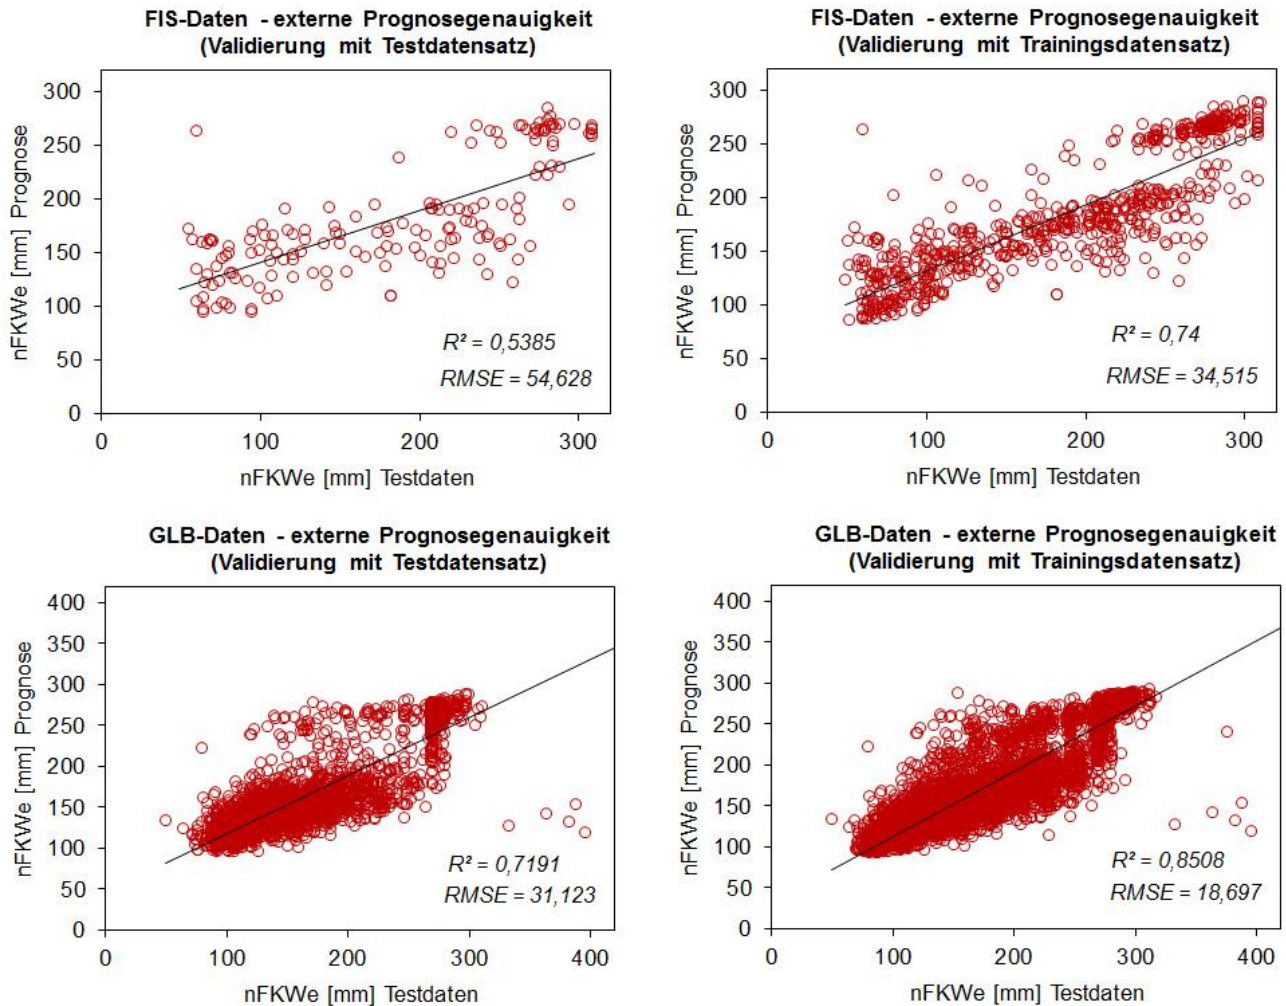 FIS-Daten - externe Prognosegenauigkeit
(Validierung mit Testdatensatz)
300
250
200
150
100
50
0
nFKWe [mm] Prognose
R² = 0,5385
RMSE = 54,628
0 100 200 300
nFKWe [mm] Testdaten
FIS-Daten - externe Prognosegenauigkeit
(Validierung mit Trainingsdatensatz)
300
250
200
150
100
50
0
nFKWe [mm] Prognose
R² = 0,74
RMSE = 34,515
0 100 200 300
nFKWe [mm] Testdaten
GLB-Daten - externe Prognosegenauigkeit
(Validierung mit Testdatensatz)
400
350
300
250
200
150
100
50
0
nFKWe [mm] Prognose
R² = 0,7191
RMSE = 31,123
0 100 200 300 400
nFKWe [mm] Testdaten
GLB-Daten - externe Prognosegenauigkeit
(Validierung mit Trainingsdatensatz)
400
350
300
250
200
150
100
50
0
nFKWe [mm] Prognose
R² = 0,8508
RMSE = 18,697
0 100 200 300 400
nFKWe [mm] Testdaten